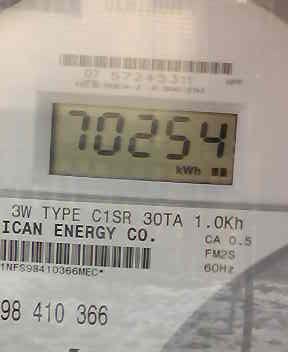 07 57245311
70254
kWh
3W TYPE C1SR 30TA 1.0Kh
ICAN ENERGY CO.
CA 0.5
FM2S
60Hz
1NFS98410366MEC*
98 410 366